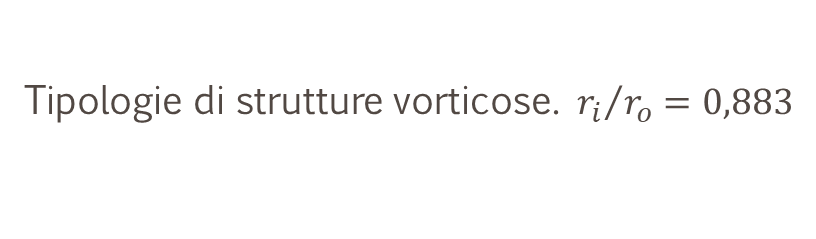 Tipologie di strutture vorticose. $r_i/r_o = 0{,}883$